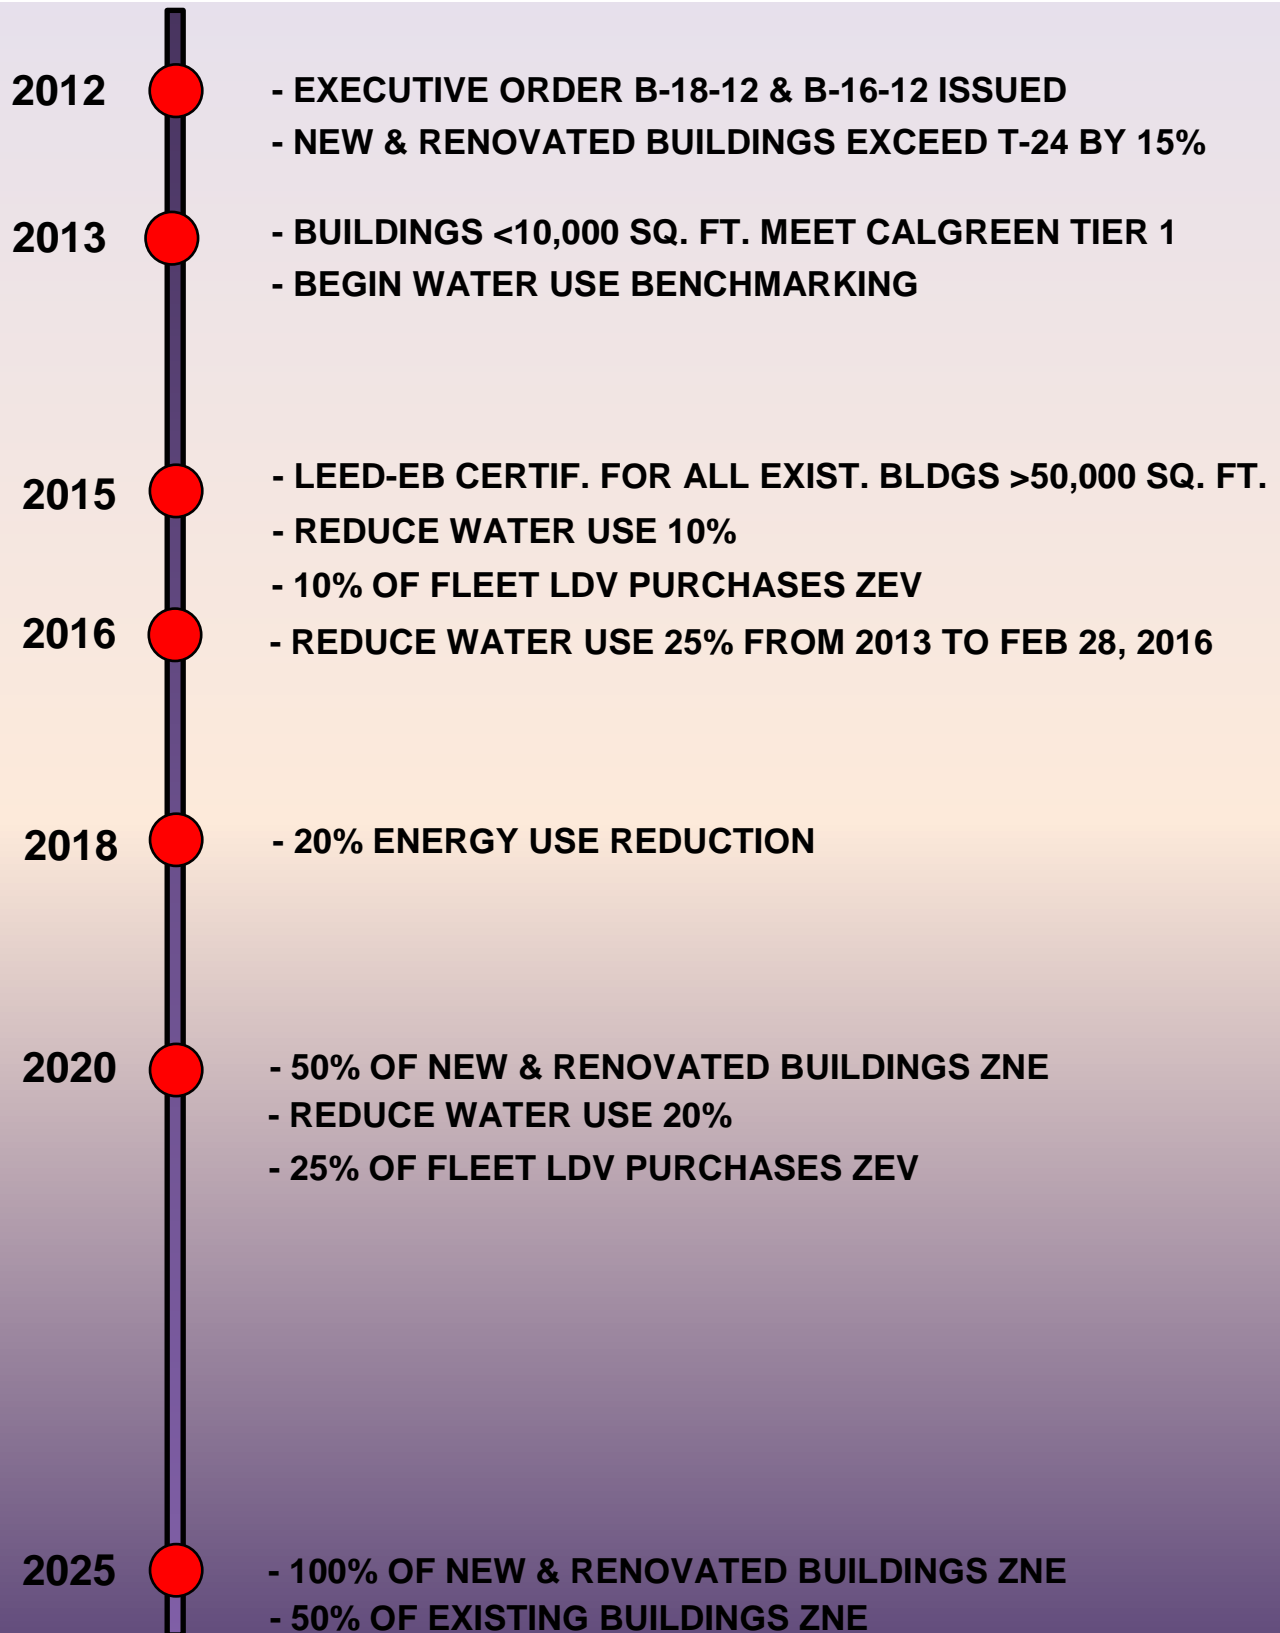 2012
- EXECUTIVE ORDER B-18-12 & B-16-12 ISSUED
- NEW & RENOVATED BUILDINGS EXCEED T-24 BY 15%
2013
- BUILDINGS <10,000 SQ. FT. MEET CALGREEN TIER 1
- BEGIN WATER USE BENCHMARKING
2015
- LEED-EB CERTIF. FOR ALL EXIST. BLDGS >50,000 SQ. FT.
- REDUCE WATER USE 10%
- 10% OF FLEET LDV PURCHASES ZEV
2016
- REDUCE WATER USE 25% FROM 2013 TO FEB 28, 2016
2018
- 20% ENERGY USE REDUCTION
2020
- 50% OF NEW & RENOVATED BUILDINGS ZNE
- REDUCE WATER USE 20%
- 25% OF FLEET LDV PURCHASES ZEV
2025
- 100% OF NEW & RENOVATED BUILDINGS ZNE
- 50% OF EXISTING BUILDINGS ZNE